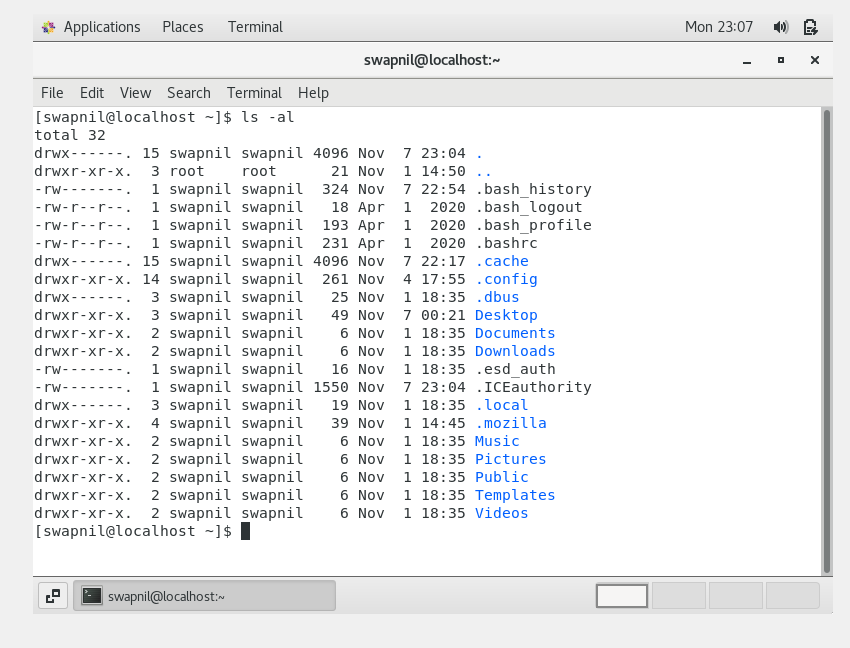 Applications Places Terminal Mon 23:07
swapnil@localhost:~
File Edit View Search Terminal Help
[swapnil@localhost ~]$ ls -al
total 32
drwx------. 15 swapnil swapnil 4096 Nov  7 23:04 .
drwxr-xr-x.  3 root    root      21 Nov  1 14:50 ..
-rw-------.  1 swapnil swapnil  324 Nov  7 22:54 .bash_history
-rw-r--r--.  1 swapnil swapnil   18 Apr  1  2020 .bash_logout
-rw-r--r--.  1 swapnil swapnil  193 Apr  1  2020 .bash_profile
-rw-r--r--.  1 swapnil swapnil  231 Apr  1  2020 .bashrc
drwx------. 15 swapnil swapnil 4096 Nov  7 22:17 .cache
drwxr-xr-x. 14 swapnil swapnil  261 Nov  4 17:55 .config
drwx------.  3 swapnil swapnil   25 Nov  1 18:35 .dbus
drwxr-xr-x.  3 swapnil swapnil   49 Nov  7 00:21 Desktop
drwxr-xr-x.  2 swapnil swapnil    6 Nov  1 18:35 Documents
drwxr-xr-x.  2 swapnil swapnil    6 Nov  1 18:35 Downloads
-rw-------.  1 swapnil swapnil   16 Nov  1 18:35 .esd_auth
-rw-------.  1 swapnil swapnil 1550 Nov  7 23:04 .ICEauthority
drwx------.  3 swapnil swapnil   19 Nov  1 18:35 .local
drwxr-xr-x.  4 swapnil swapnil   39 Nov  1 14:45 .mozilla
drwxr-xr-x.  2 swapnil swapnil    6 Nov  1 18:35 Music
drwxr-xr-x.  2 swapnil swapnil    6 Nov  1 18:35 Pictures
drwxr-xr-x.  2 swapnil swapnil    6 Nov  1 18:35 Public
drwxr-xr-x.  2 swapnil swapnil    6 Nov  1 18:35 Templates
drwxr-xr-x.  2 swapnil swapnil    6 Nov  1 18:35 Videos
[swapnil@localhost ~]$
swapnil@localhost:~